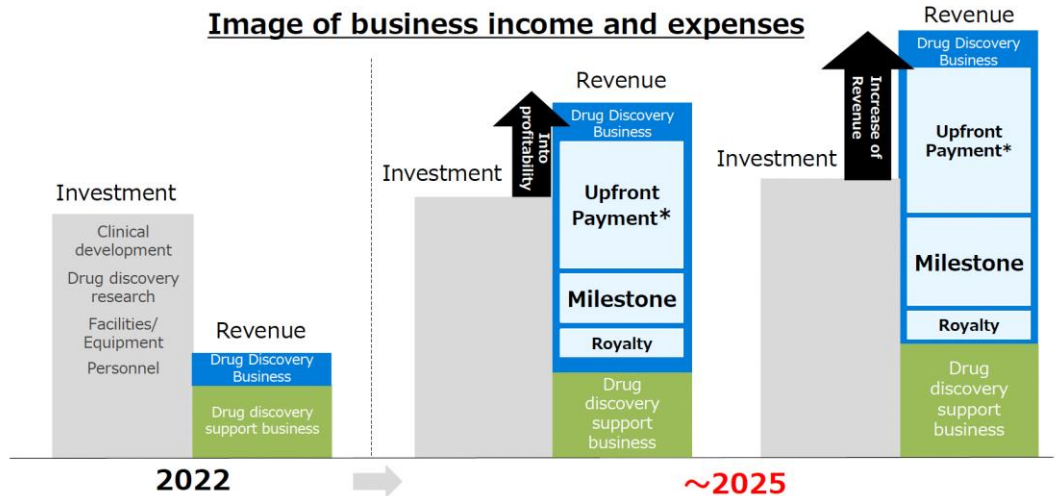 Image of business income and expenses
Investment
Clinical
development
Drug discovery
research
Facilities/
Equipment
Personnel
Revenue
Drug Discovery
Business
Drug discovery
support business
2022
Investment
Into
profitability
Revenue
Drug Discovery
Business
Upfront
Payment*
Milestone
Royalty
Drug
discovery
support
business
Investment
Increase of
Revenue
Revenue
Drug Discovery
Business
Upfront
Payment*
Milestone
Royalty
Drug
discovery
support
business
～2025